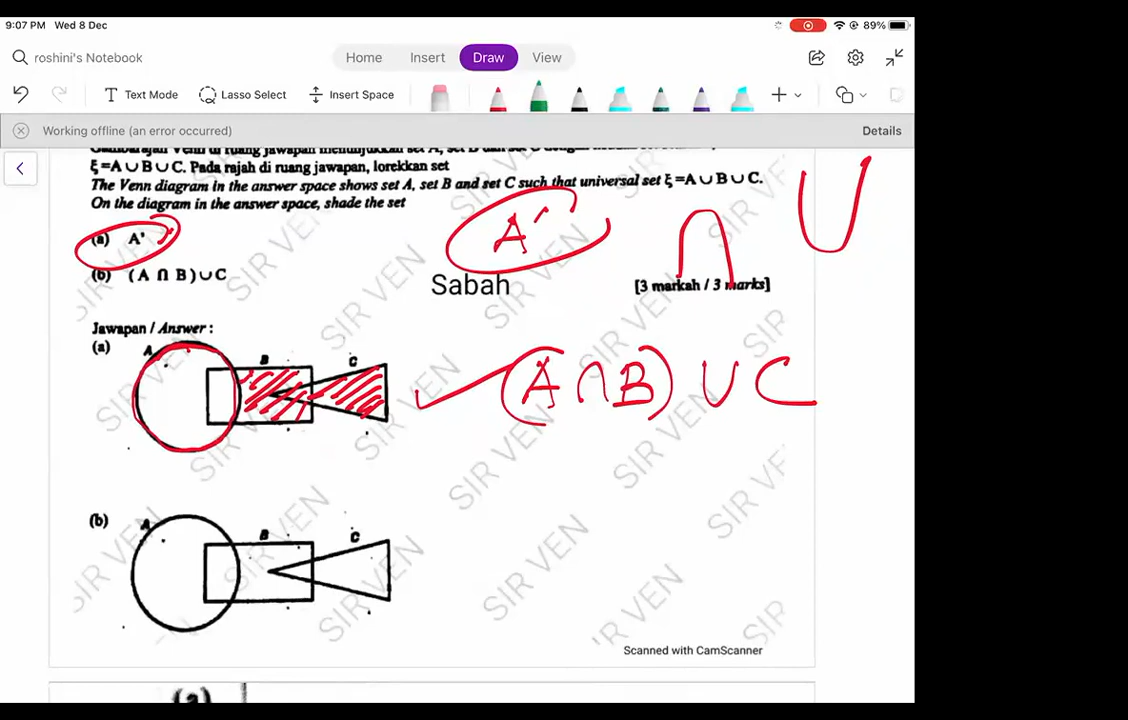 9:07 PM Wed 8 Dec
89%
roshini's Notebook
Home Insert Draw View
Text Mode Lasso Select Insert Space
Working offline (an error occurred) Details
ξ=A∪B∪C. Pada rajah di ruang jawapan, lorekkan set
The Venn diagram in the answer space shows set A, set B and set C such that universal set ξ=A∪B∪C.
On the diagram in the answer space, shade the set
∪
(a) A'
A'
∩
(b) (A ∩ B)∪C
Sabah
[3 markah / 3 marks]
Jawapan / Answer :
(a)
A B C
(A ∩ B) ∪ C
(b)
A B C
SIR VEN
Scanned with CamScanner
(a)